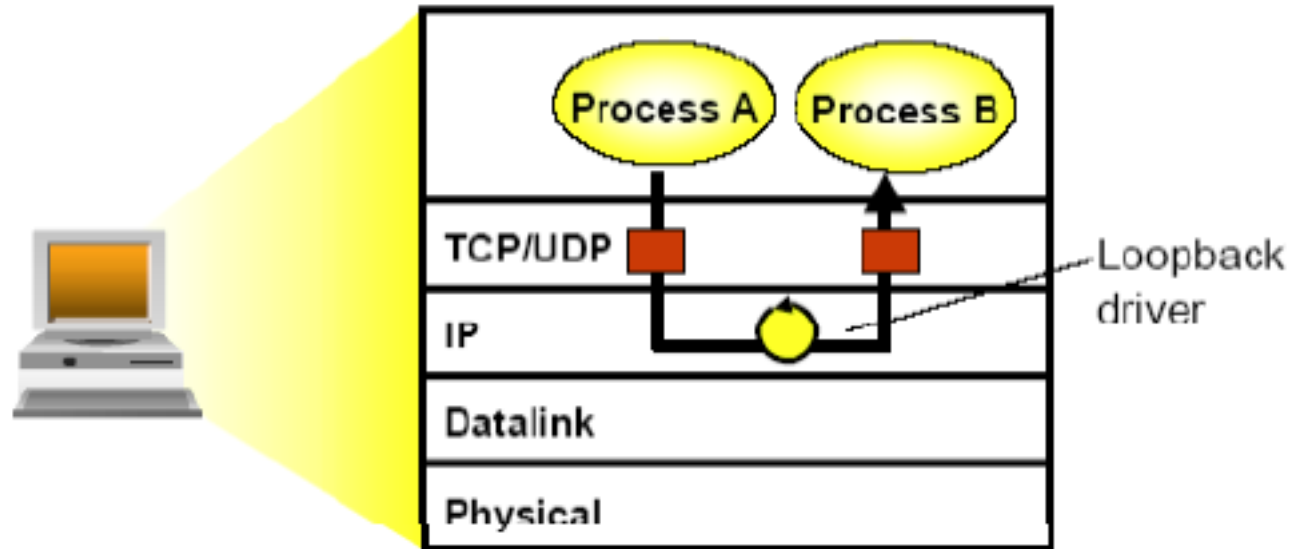 Process A
Process B
TCP/UDP
Loopback
driver
IP
Datalink
Physical